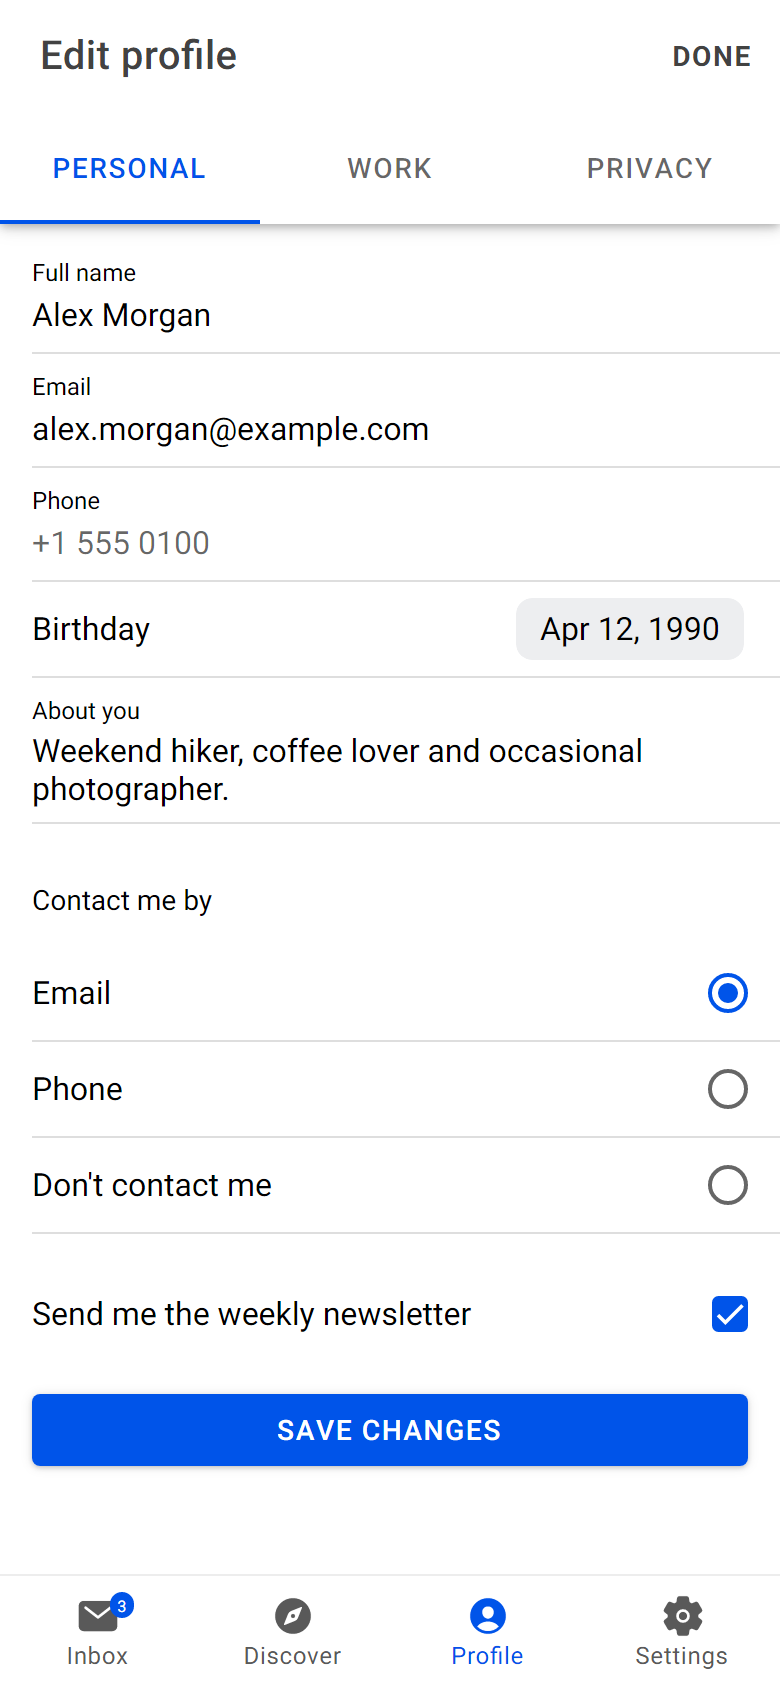 Edit profile
DONE
PERSONAL
WORK
PRIVACY
Full name
Alex Morgan
Email
alex.morgan@example.com
Phone
+1 555 0100
Birthday
Apr 12, 1990
About you
Weekend hiker, coffee lover and occasional
photographer.
Contact me by
Email
Phone
Don't contact me
Send me the weekly newsletter
SAVE CHANGES
3
Inbox
Discover
Profile
Settings